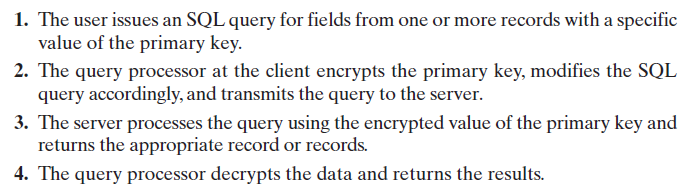 1. The user issues an SQL query for fields from one or more records with a specific
value of the primary key.
2. The query processor at the client encrypts the primary key, modifies the SQL
query accordingly, and transmits the query to the server.
3. The server processes the query using the encrypted value of the primary key and
returns the appropriate record or records.
4. The query processor decrypts the data and returns the results.